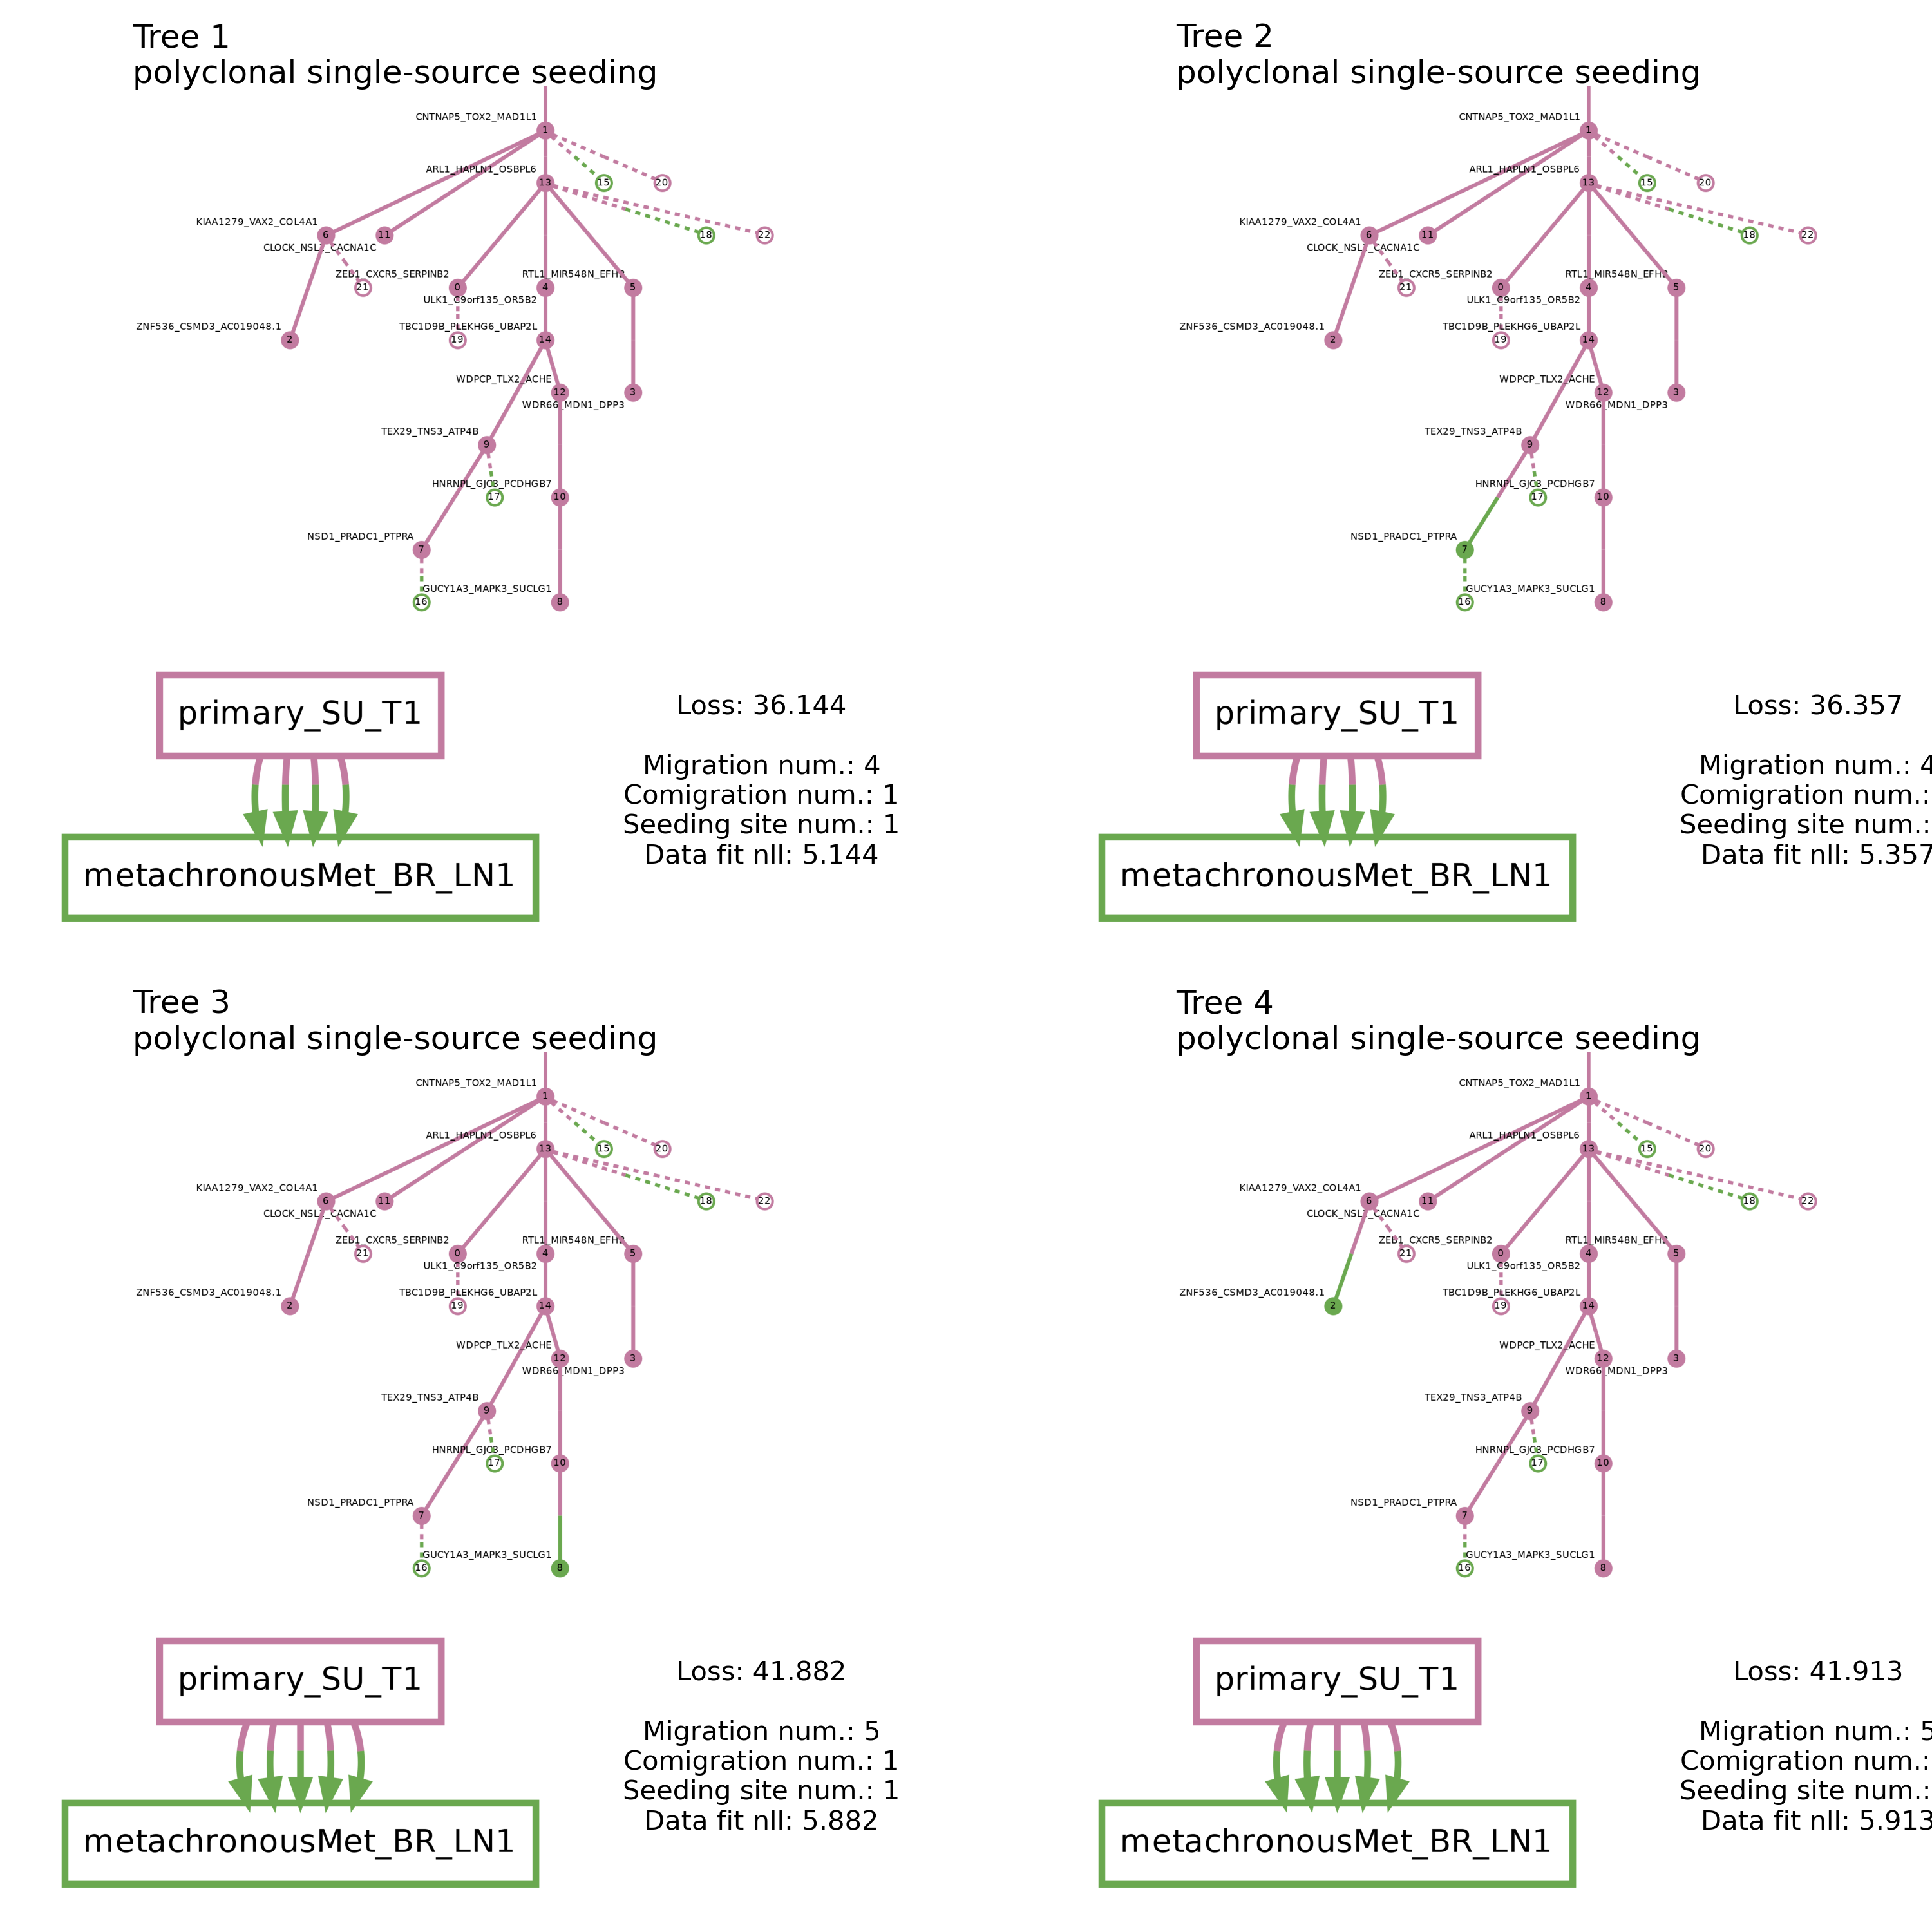 Tree 1
polyclonal single-source seeding
CNTNAP5_TOX2_MAD1L1
1
ARL1_HAPLN1_OSBPL6
13
15
20
KIAA1279_VAX2_COL4A1
6
11
18
22
CLOCK_NSL1_CACNA1C
ZEB1_CXCR5_SERPINB2
RTL1_MIR548N_EFHB
21
0
4
5
ULK1_C9orf135_OR5B2
ZNF536_CSMD3_AC019048.1
TBC1D9B_PLEKHG6_UBAP2L
2
19
14
WDPCP_TLX2_ACHE
12
3
WDR66_MDN1_DPP3
TEX29_TNS3_ATP4B
9
HNRNPL_GJC3_PCDHGB7
17
10
NSD1_PRADC1_PTPRA
7
GUCY1A3_MAPK3_SUCLG1
16
8
primary_SU_T1
metachronousMet_BR_LN1
Loss: 36.144
Migration num.: 4
Comigration num.: 1
Seeding site num.: 1
Data fit nll: 5.144
Tree 2
polyclonal single-source seeding
CNTNAP5_TOX2_MAD1L1
1
ARL1_HAPLN1_OSBPL6
13
15
20
KIAA1279_VAX2_COL4A1
6
11
18
22
CLOCK_NSL1_CACNA1C
ZEB1_CXCR5_SERPINB2
RTL1_MIR548N_EFHB
21
0
4
5
ULK1_C9orf135_OR5B2
ZNF536_CSMD3_AC019048.1
TBC1D9B_PLEKHG6_UBAP2L
2
19
14
WDPCP_TLX2_ACHE
12
3
WDR66_MDN1_DPP3
TEX29_TNS3_ATP4B
9
HNRNPL_GJC3_PCDHGB7
17
10
NSD1_PRADC1_PTPRA
7
GUCY1A3_MAPK3_SUCLG1
16
8
primary_SU_T1
metachronousMet_BR_LN1
Loss: 36.357
Migration num.: 4
Comigration num.:
Seeding site num.:
Data fit nll: 5.357
Tree 3
polyclonal single-source seeding
CNTNAP5_TOX2_MAD1L1
1
ARL1_HAPLN1_OSBPL6
13
15
20
KIAA1279_VAX2_COL4A1
6
11
18
22
CLOCK_NSL1_CACNA1C
ZEB1_CXCR5_SERPINB2
RTL1_MIR548N_EFHB
21
0
4
5
ULK1_C9orf135_OR5B2
ZNF536_CSMD3_AC019048.1
TBC1D9B_PLEKHG6_UBAP2L
2
19
14
WDPCP_TLX2_ACHE
12
3
WDR66_MDN1_DPP3
TEX29_TNS3_ATP4B
9
HNRNPL_GJC3_PCDHGB7
17
10
NSD1_PRADC1_PTPRA
7
GUCY1A3_MAPK3_SUCLG1
16
8
primary_SU_T1
metachronousMet_BR_LN1
Loss: 41.882
Migration num.: 5
Comigration num.: 1
Seeding site num.: 1
Data fit nll: 5.882
Tree 4
polyclonal single-source seeding
CNTNAP5_TOX2_MAD1L1
1
ARL1_HAPLN1_OSBPL6
13
15
20
KIAA1279_VAX2_COL4A1
6
11
18
22
CLOCK_NSL1_CACNA1C
ZEB1_CXCR5_SERPINB2
RTL1_MIR548N_EFHB
21
0
4
5
ULK1_C9orf135_OR5B2
ZNF536_CSMD3_AC019048.1
TBC1D9B_PLEKHG6_UBAP2L
2
19
14
WDPCP_TLX2_ACHE
12
3
WDR66_MDN1_DPP3
TEX29_TNS3_ATP4B
9
HNRNPL_GJC3_PCDHGB7
17
10
NSD1_PRADC1_PTPRA
7
GUCY1A3_MAPK3_SUCLG1
16
8
primary_SU_T1
metachronousMet_BR_LN1
Loss: 41.913
Migration num.: 5
Comigration num.:
Seeding site num.:
Data fit nll: 5.913